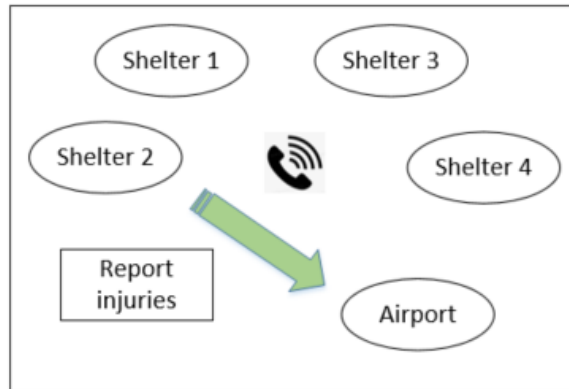 Shelter 1
Shelter 3
Shelter 2
Shelter 4
Report
injuries
Airport